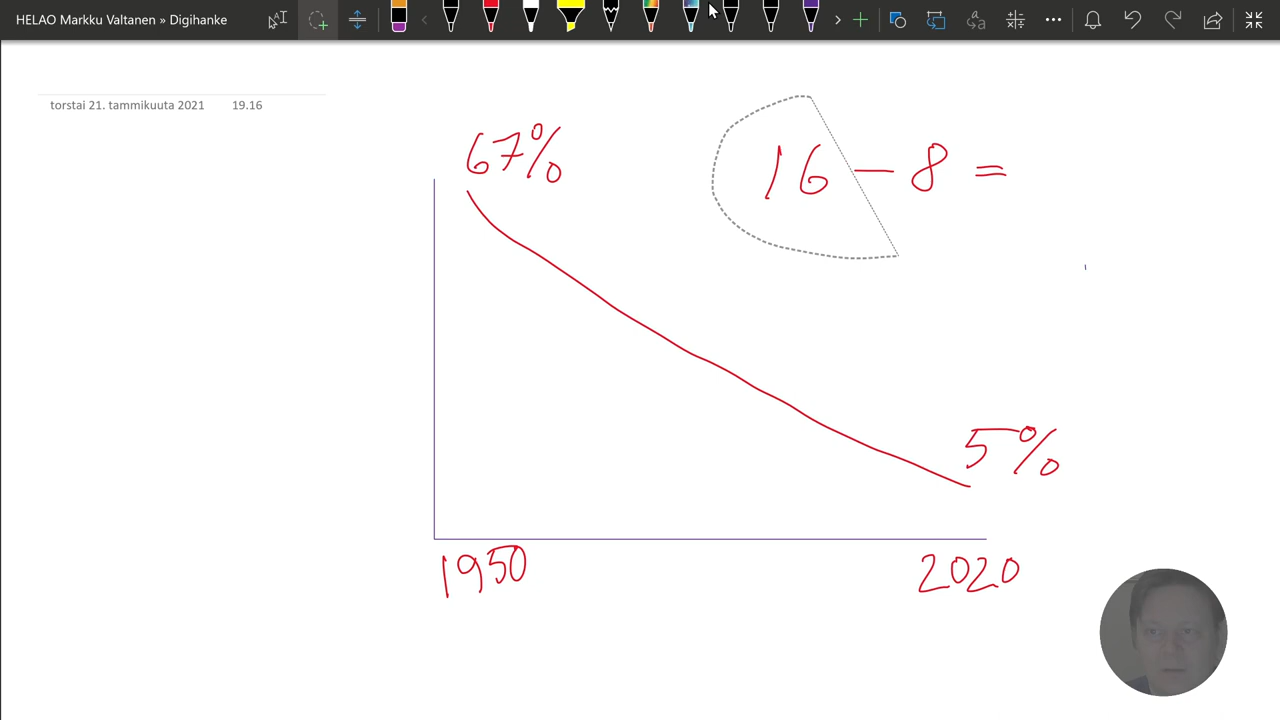 HELAO Markku Valtanen » Digihanke
torstai 21. tammikuuta 2021 19.16
67%
16 – 8 =
5%
1950
2020